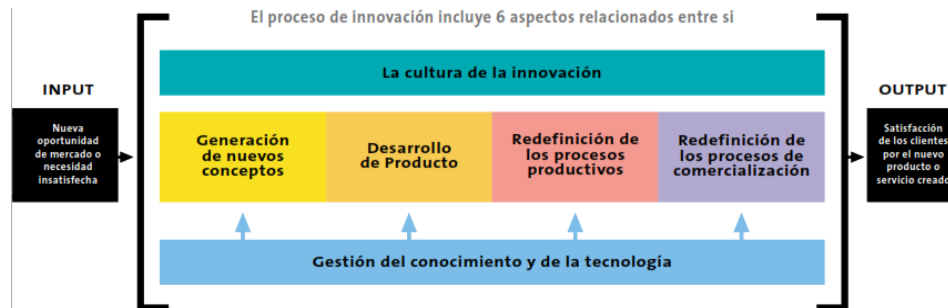 El proceso de innovación incluye 6 aspectos relacionados entre si
La cultura de la innovación
INPUT
Nueva
oportunidad
de mercado o
necesidad
insatisfecha
Generación
de nuevos
conceptos
Desarrollo
de Producto
Redefinición de
los procesos
productivos
Redefinición de
los procesos de
comercialización
OUTPUT
Satisfacción
de los clientes
por el nuevo
producto o
servicio creado
Gestión del conocimiento y de la tecnología